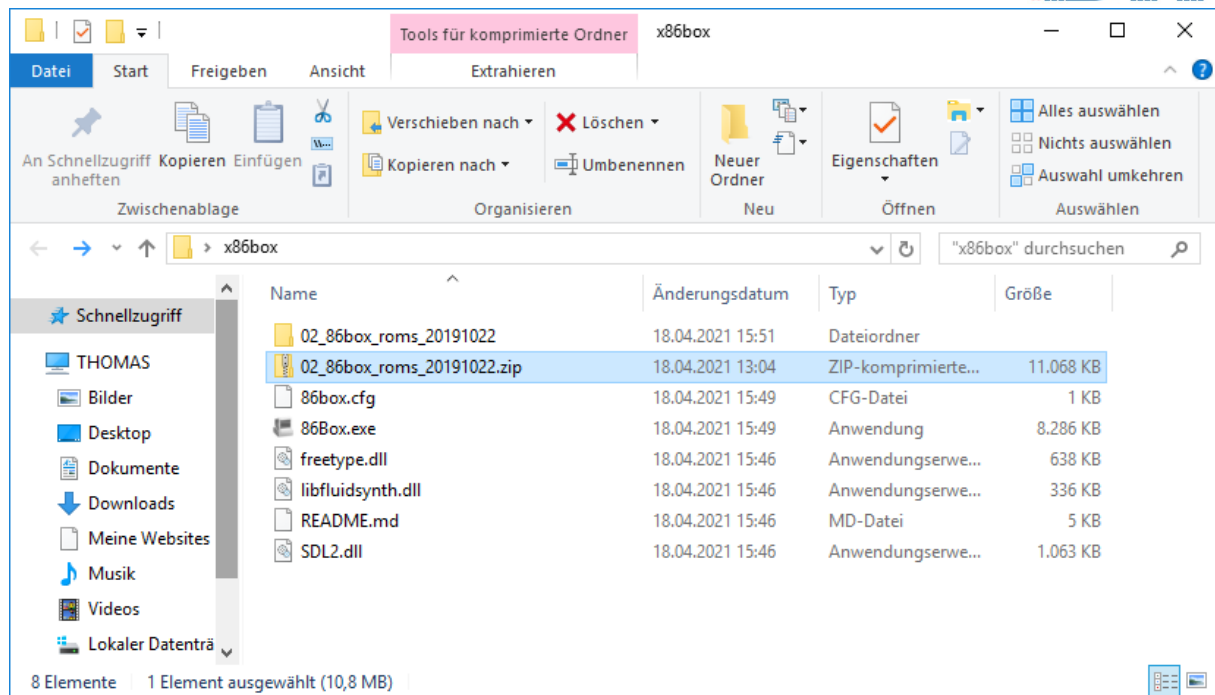 Tools für komprimierte Ordner x86box
Datei Start Freigeben Ansicht Extrahieren
An Schnellzugriff anheften
Kopieren
Einfügen
Verschieben nach
Kopieren nach
Löschen
Umbenennen
Neuer Ordner
Eigenschaften
Alles auswählen
Nichts auswählen
Auswahl umkehren
Zwischenablage Organisieren Neu Öffnen Auswählen
x86box "x86box" durchsuchen
Name Änderungsdatum Typ Größe
Schnellzugriff
THOMAS
Bilder
Desktop
Dokumente
Downloads
Meine Websites
Musik
Videos
Lokaler Datenträ
02_86box_roms_20191022 18.04.2021 15:51 Dateiordner
02_86box_roms_20191022.zip 18.04.2021 13:04 ZIP-komprimierte... 11.068 KB
86box.cfg 18.04.2021 15:49 CFG-Datei 1 KB
86Box.exe 18.04.2021 15:49 Anwendung 8.286 KB
freetype.dll 18.04.2021 15:46 Anwendungserwe... 638 KB
libfluidsynth.dll 18.04.2021 15:46 Anwendungserwe... 336 KB
README.md 18.04.2021 15:46 MD-Datei 5 KB
SDL2.dll 18.04.2021 15:46 Anwendungserwe... 1.063 KB
8 Elemente 1 Element ausgewählt (10,8 MB)